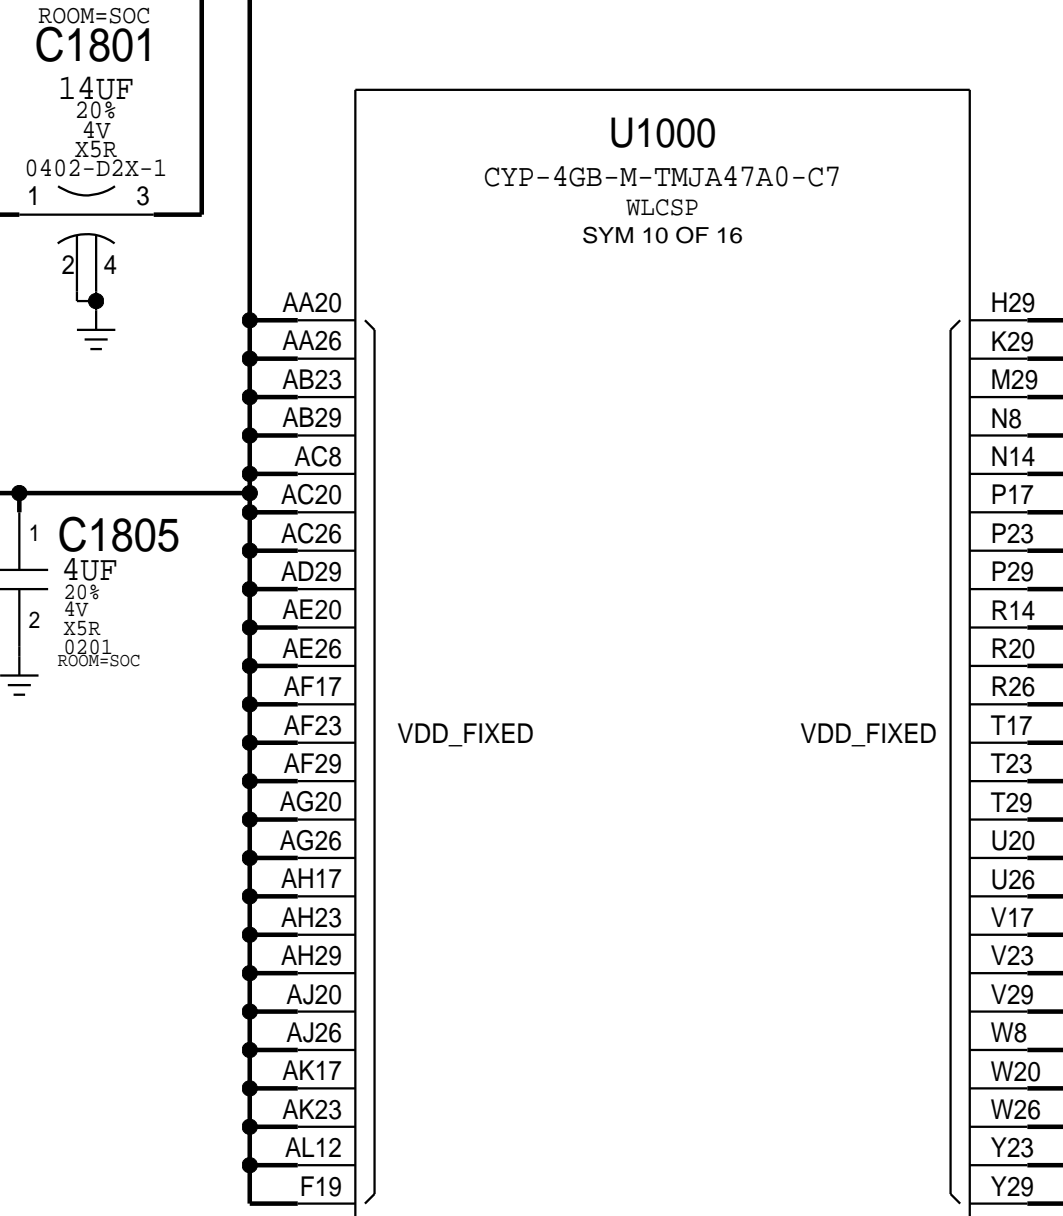 ROOM=SOC
C1801
14UF
20%
4V
X5R
0402-D2X-1
1 3
2 4
U1000
CYP-4GB-M-TMJA47A0-C7
WLCSP
SYM 10 OF 16
AA20 H29
AA26 K29
AB23 M29
AB29 N8
AC8 N14
AC20 P17
1 C1805
4UF
20%
4V
X5R
0201
ROOM=SOC
2
AC26 P23
AD29 P29
AE20 R14
AE26 R20
AF17 R26
AF23 VDD_FIXED VDD_FIXED T17
AF29 T23
AG20 T29
AG26 U20
AH17 U26
AH23 V17
AH29 V23
AJ20 V29
AJ26 W8
AK17 W20
AK23 W26
AL12 Y23
F19 Y29